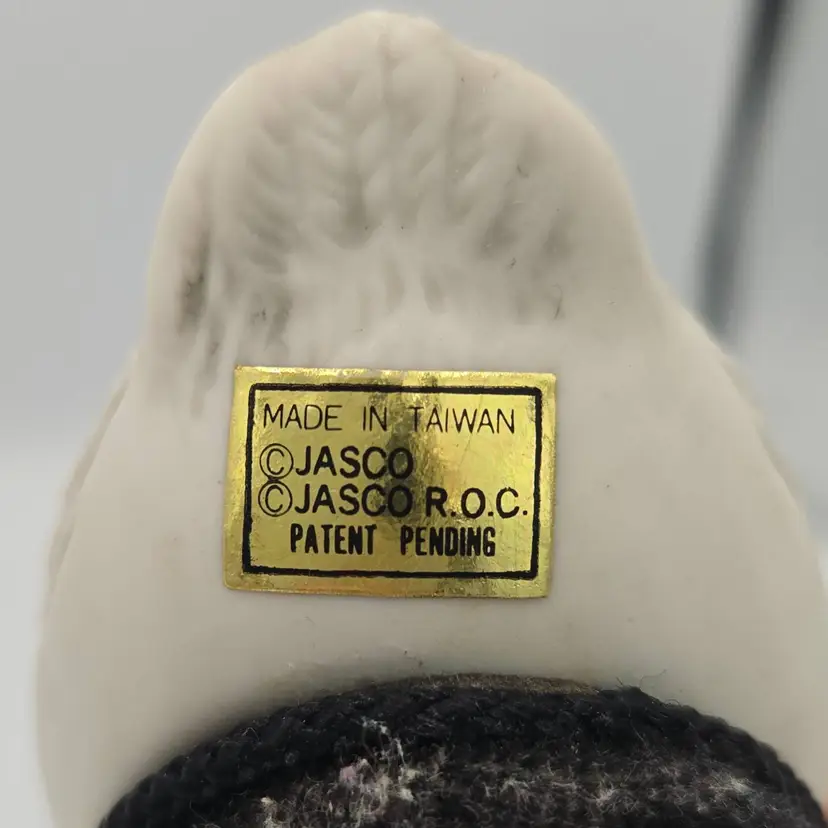 MADE IN TAIWAN
©JASCO
©JASCO R.O.C.
PATENT PENDING